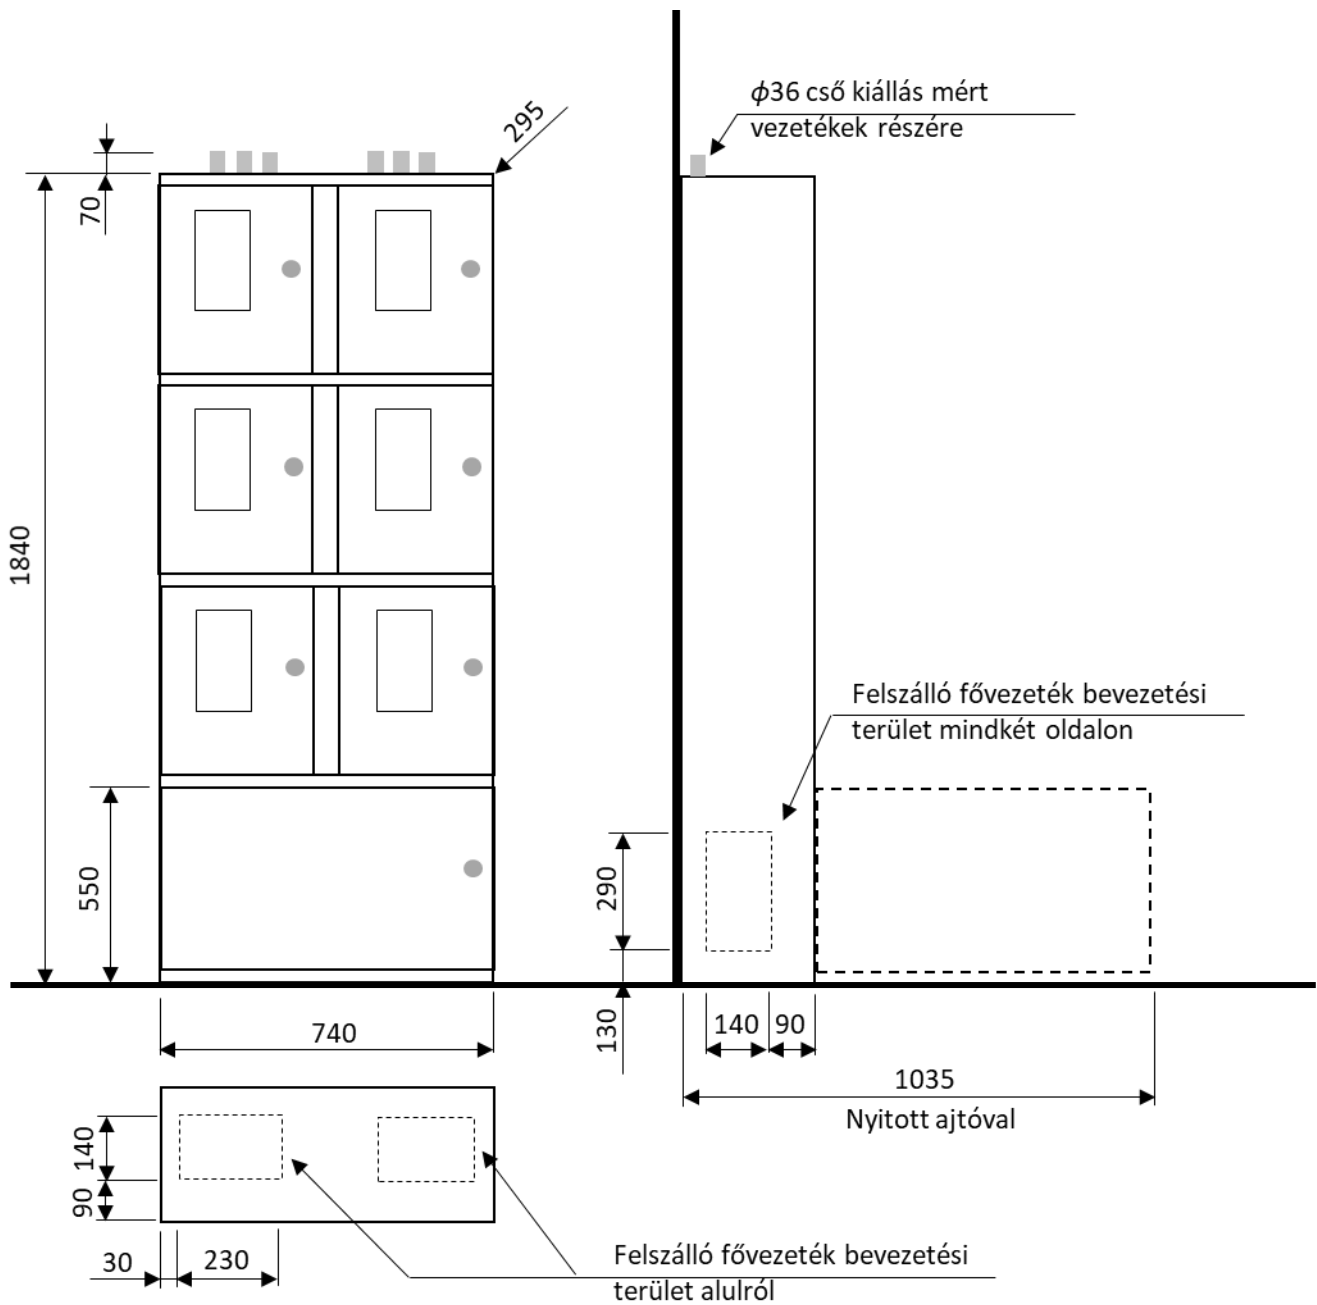 ϕ36 cső kiállás mért
vezetékek részére
295
70
1840
Felszálló fővezeték bevezetési
terület mindkét oldalon
550
290
130
140
90
740
1035
Nyitott ajtóval
140
90
30
230
Felszálló fővezeték bevezetési
terület alulról